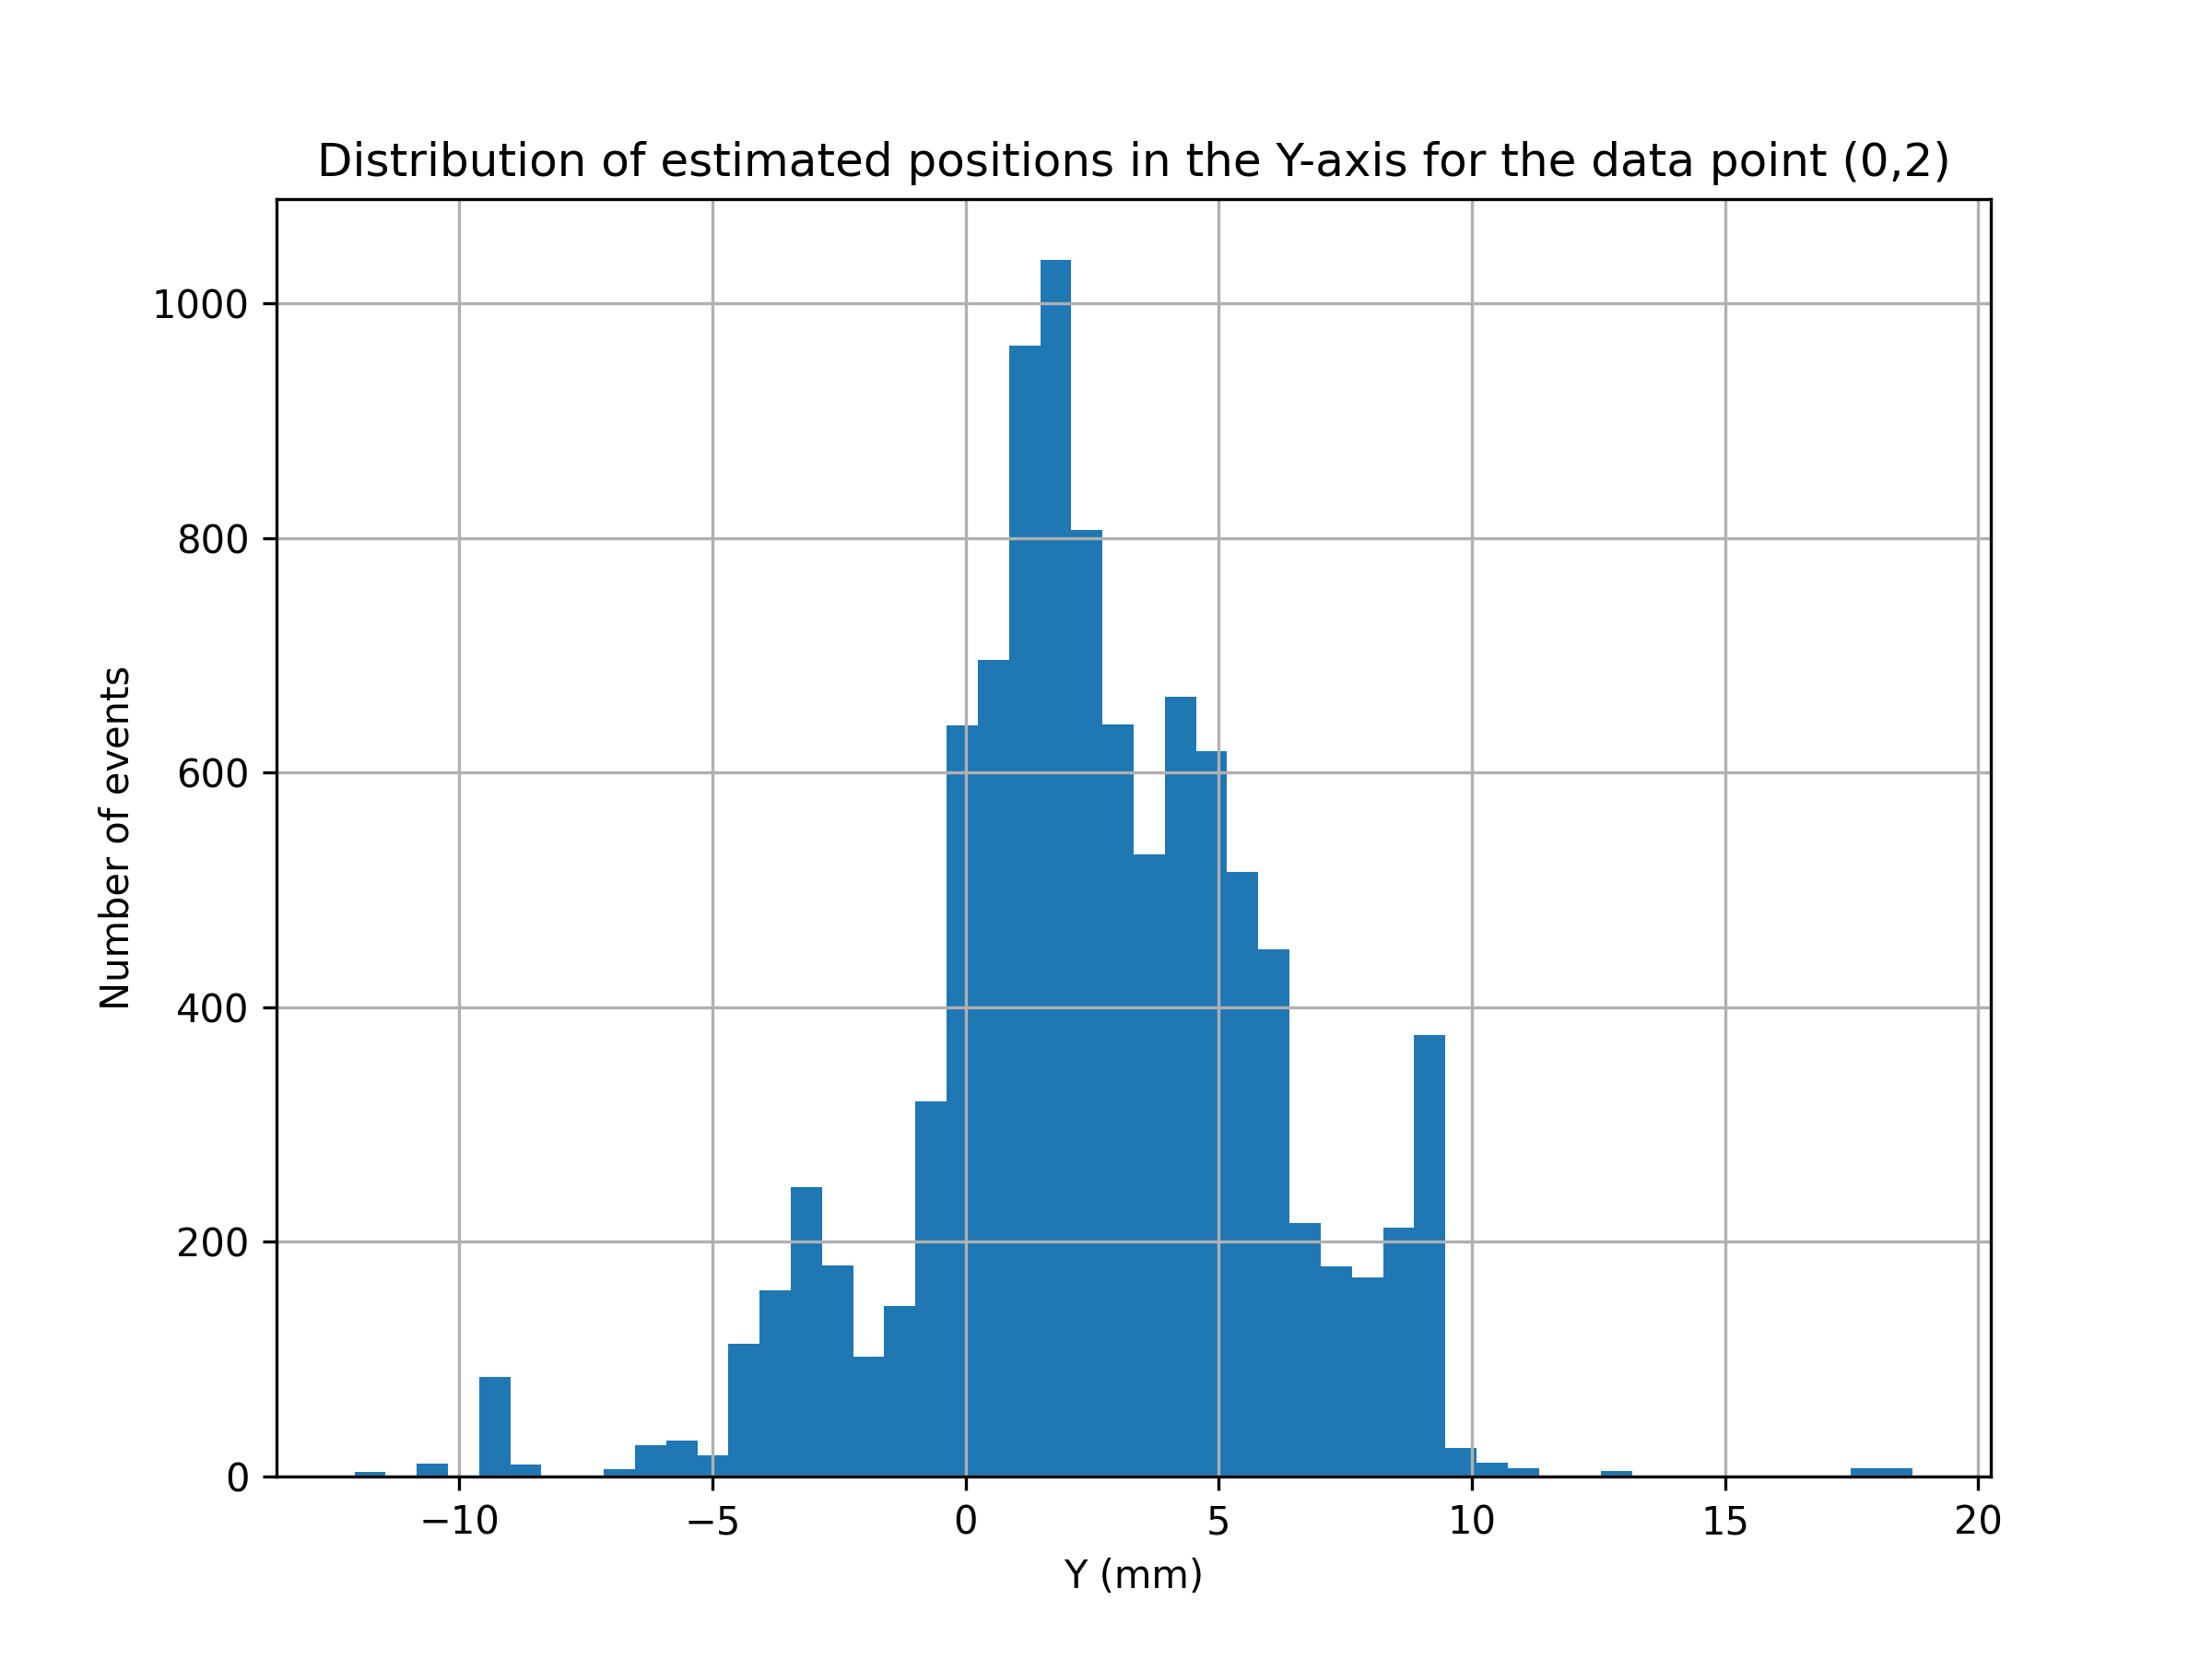 Distribution of estimated positions in the Y-axis for the data point (0,2)
1000
800
600
400
200
0
Number of events
−10 −5 0 5 10 15 20
Y (mm)